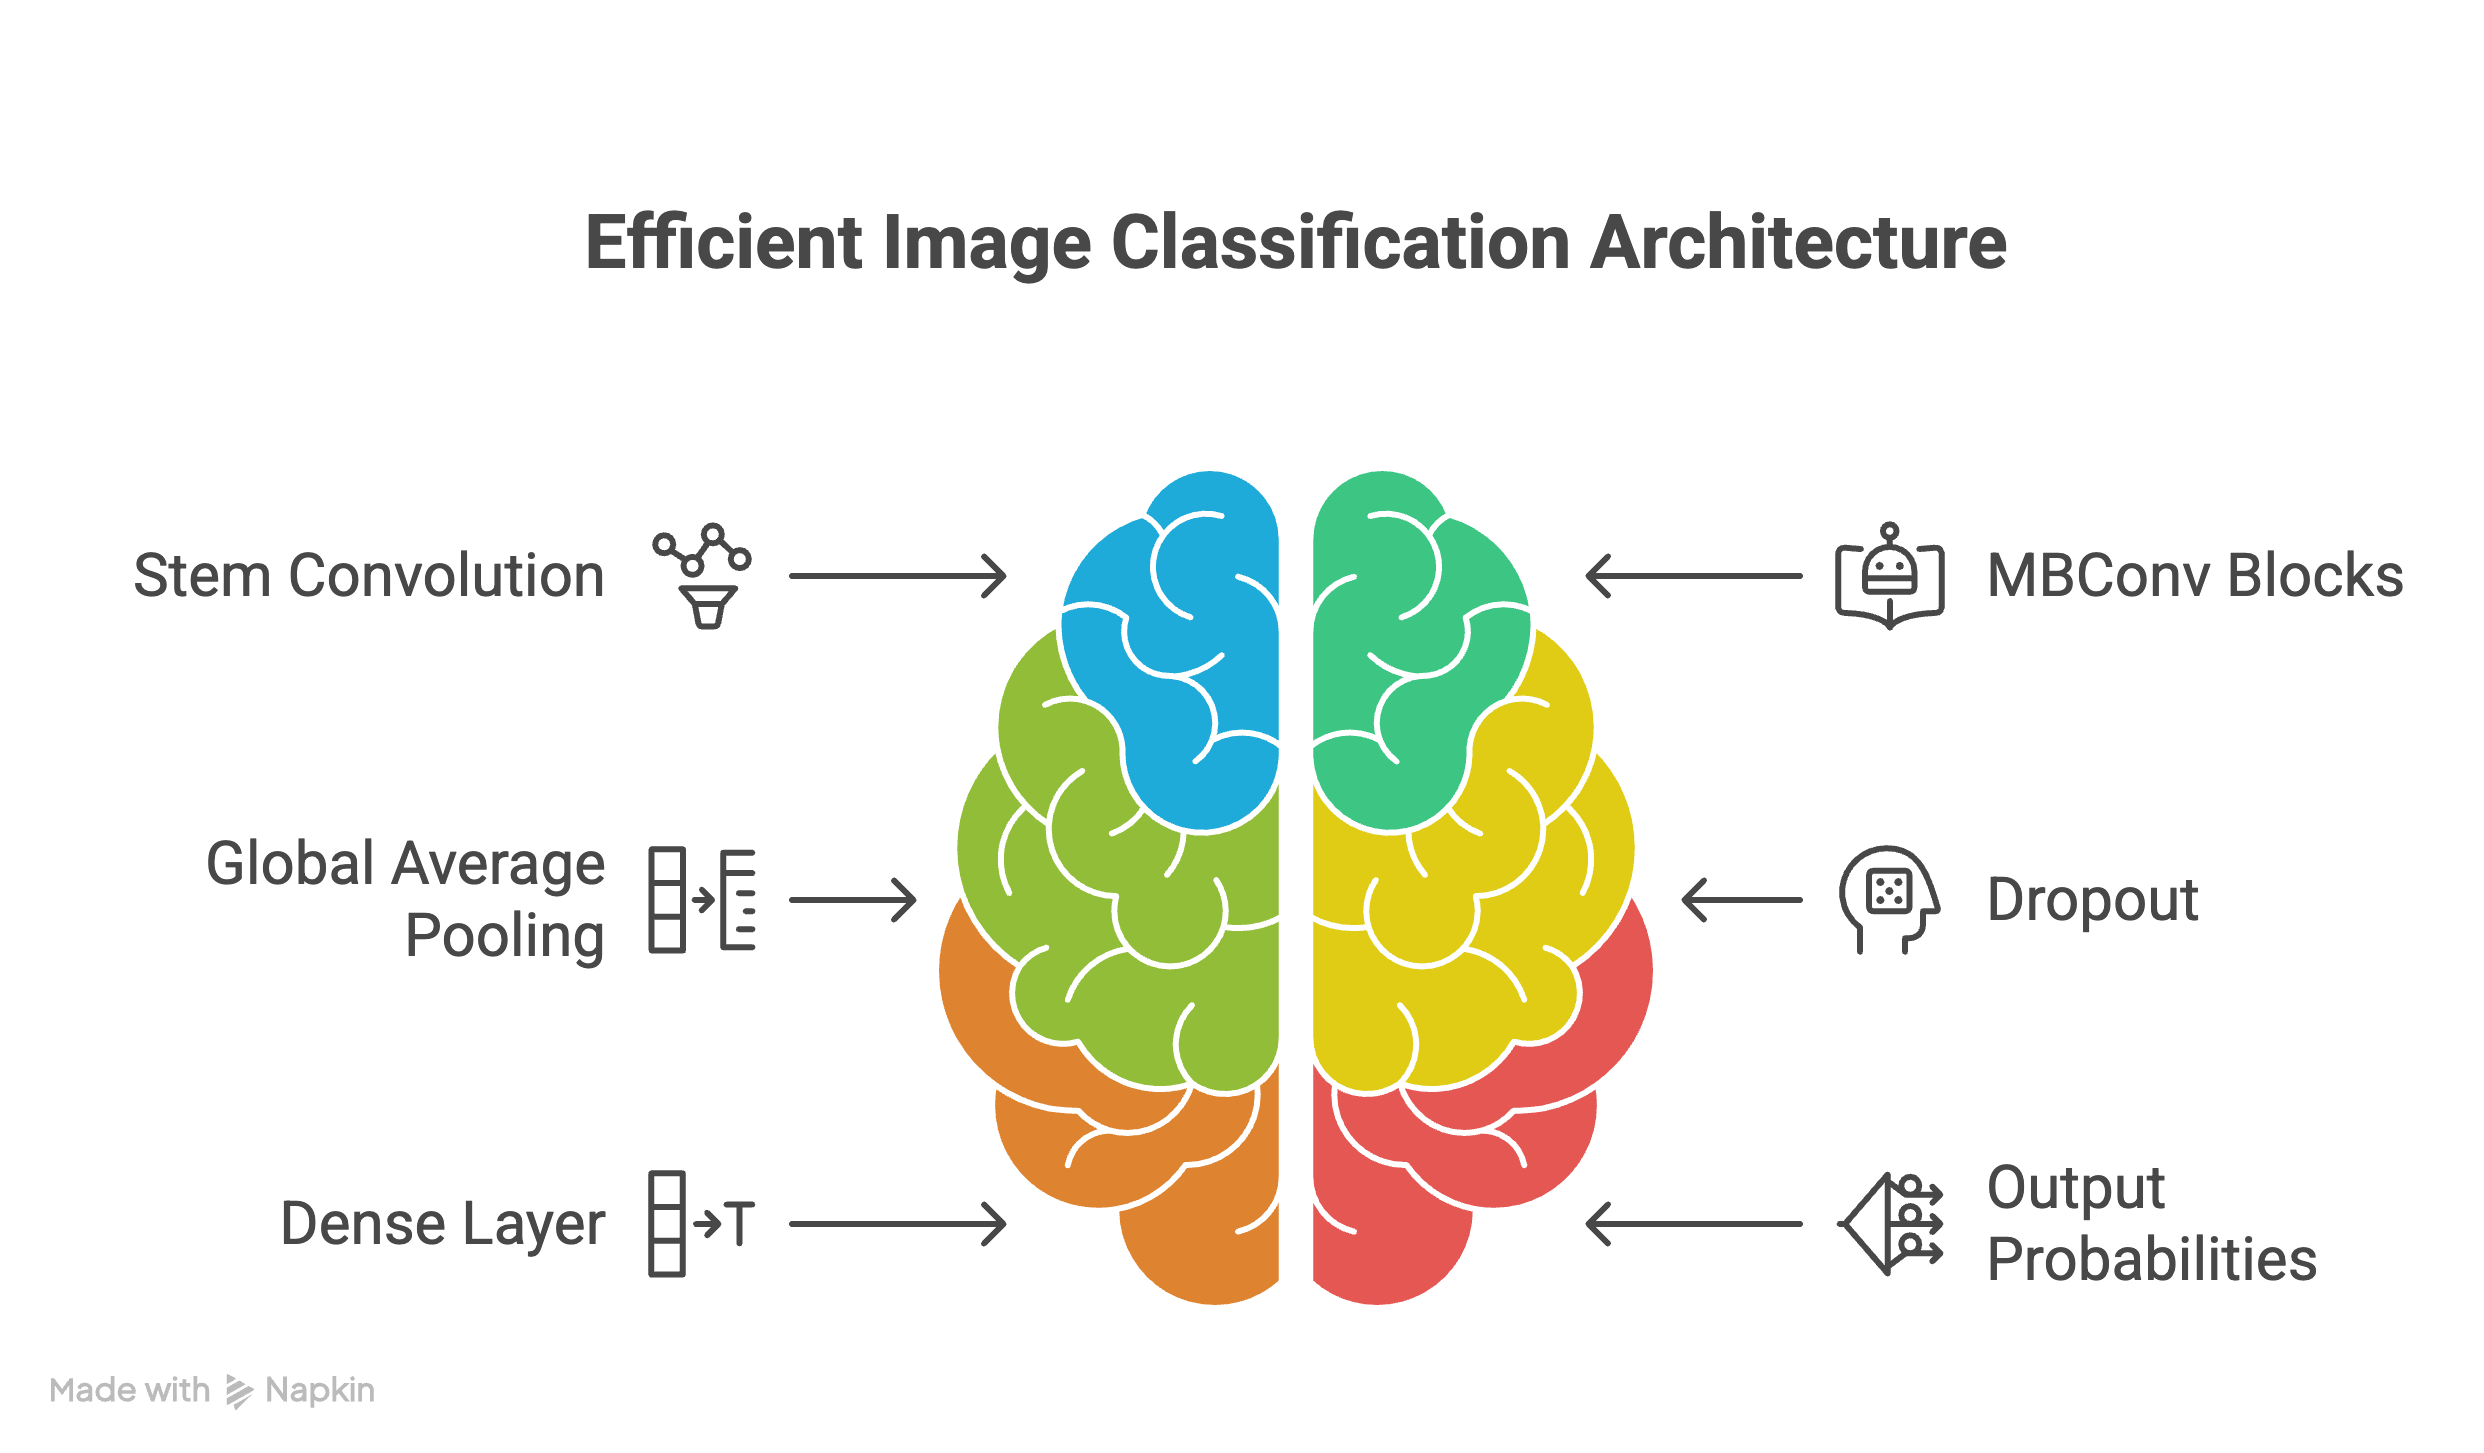 Efficient Image Classification Architecture
Stem Convolution
MBConv Blocks
Global Average
Pooling
Dropout
Dense Layer
Output
Probabilities
Made with Napkin